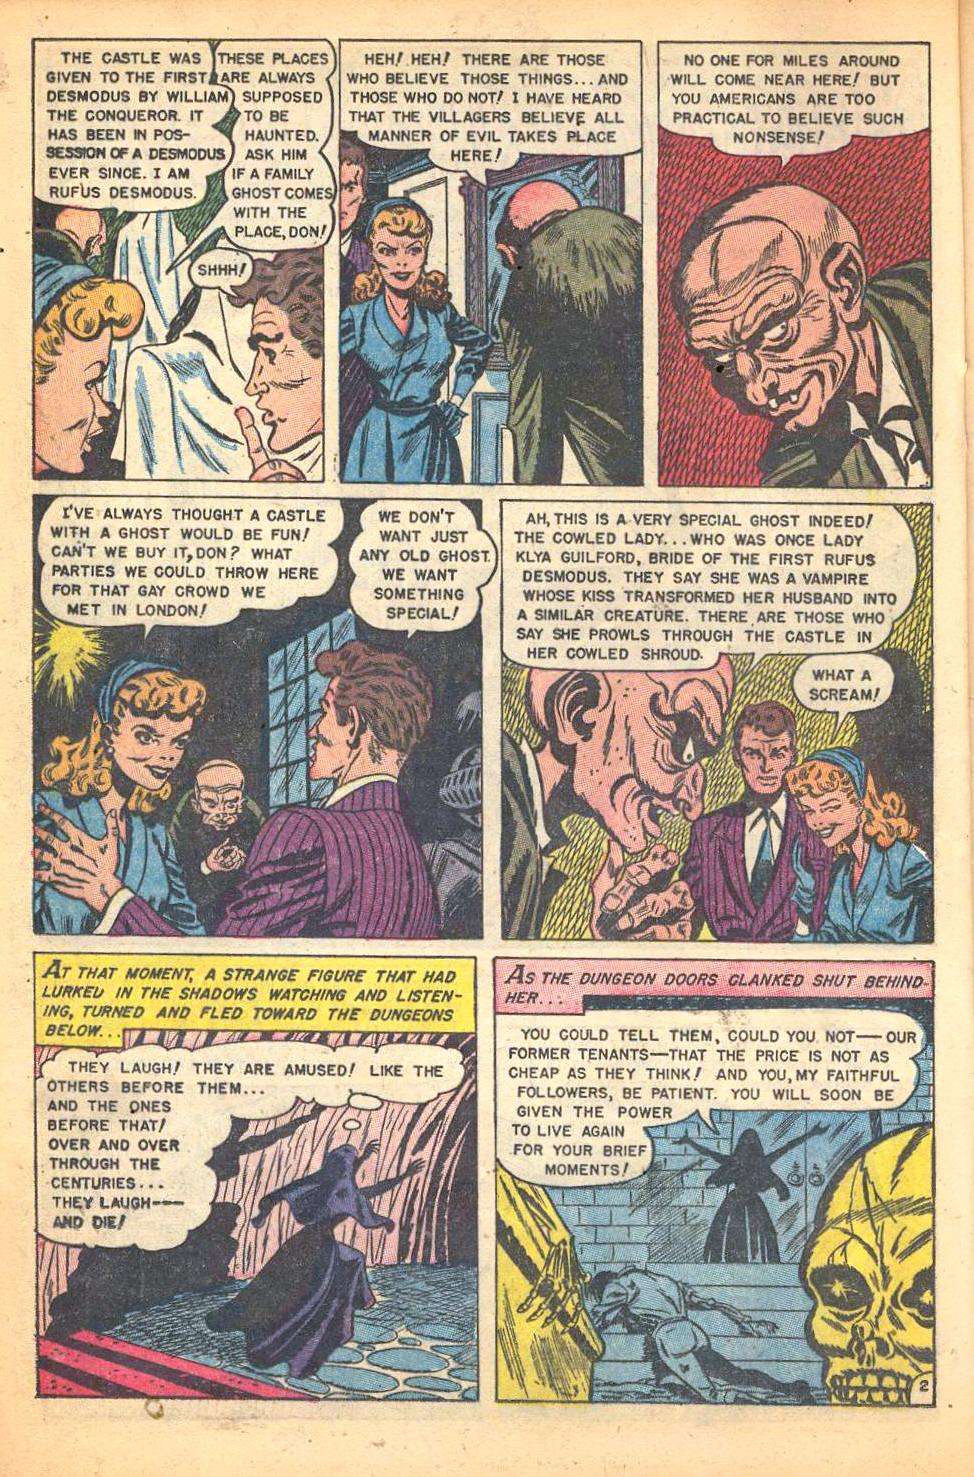 THE CASTLE WAS
GIVEN TO THE FIRST
DESMODUS BY WILLIAM
THE CONQUEROR. IT
HAS BEEN IN POS-
SESSION OF A DESMODUS
EVER SINCE. I AM
RUFUS DESMODUS.
THESE PLACES
ARE ALWAYS
SUPPOSED
TO BE
HAUNTED.
ASK HIM
IF A FAMILY
GHOST COMES
WITH THE
PLACE, DON!
SHHH!
HEH! HEH! THERE ARE THOSE
WHO BELIEVE THOSE THINGS...AND
THOSE WHO DO NOT! I HAVE HEARD
THAT THE VILLAGERS BELIEVE ALL
MANNER OF EVIL TAKES PLACE
HERE!
NO ONE FOR MILES AROUND
WILL COME NEAR HERE! BUT
YOU AMERICANS ARE TOO
PRACTICAL TO BELIEVE SUCH
NONSENSE!
I'VE ALWAYS THOUGHT A CASTLE
WITH A GHOST WOULD BE FUN!
CAN'T WE BUY IT, DON? WHAT
PARTIES WE COULD THROW HERE
FOR THAT GAY CROWD WE
MET IN LONDON!
WE DON'T
WANT JUST
ANY OLD GHOST.
WE WANT
SOMETHING
SPECIAL!
AH, THIS IS A VERY SPECIAL GHOST INDEED!
THE COWLED LADY... WHO WAS ONCE LADY
KLYA GUILFORD, BRIDE OF THE FIRST RUFUS
DESMODUS. THEY SAY SHE WAS A VAMPIRE
WHOSE KISS TRANSFORMED HER HUSBAND INTO
A SIMILAR CREATURE. THERE ARE THOSE WHO
SAY SHE PROWLS THROUGH THE CASTLE IN
HER COWLED SHROUD.
WHAT A
SCREAM!
AT THAT MOMENT, A STRANGE FIGURE THAT HAD
LURKED IN THE SHADOWS WATCHING AND LISTEN-
ING, TURNED AND FLED TOWARD THE DUNGEONS
BELOW...
THEY LAUGH! THEY ARE AMUSED! LIKE THE
OTHERS BEFORE THEM...
AND THE ONES
BEFORE THAT!
OVER AND OVER
THROUGH THE
CENTURIES...
THEY LAUGH---
AND DIE!
AS THE DUNGEON DOORS CLANKED SHUT BEHIND
HER...
YOU COULD TELL THEM, COULD YOU NOT--OUR
FORMER TENANTS--THAT THE PRICE IS NOT AS
CHEAP AS THEY THINK! AND YOU, MY FAITHFUL
FOLLOWERS, BE PATIENT. YOU WILL SOON BE
GIVEN THE POWER
TO LIVE AGAIN
FOR YOUR BRIEF
MOMENTS!
2